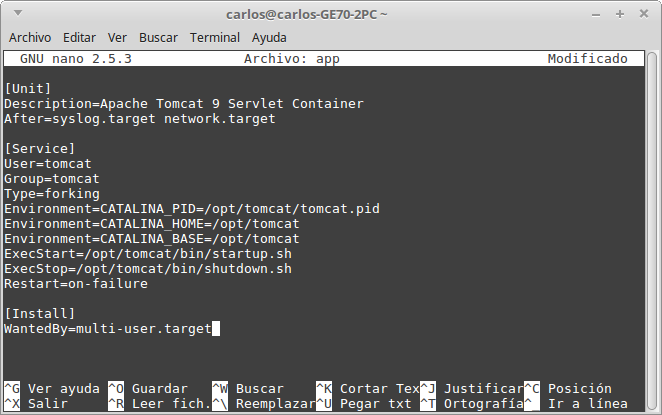 carlos@carlos-GE70-2PC ~
Archivo Editar Ver Buscar Terminal Ayuda
GNU nano 2.5.3 Archivo: app Modificado
[Unit]
Description=Apache Tomcat 9 Servlet Container
After=syslog.target network.target
[Service]
User=tomcat
Group=tomcat
Type=forking
Environment=CATALINA_PID=/opt/tomcat/tomcat.pid
Environment=CATALINA_HOME=/opt/tomcat
Environment=CATALINA_BASE=/opt/tomcat
ExecStart=/opt/tomcat/bin/startup.sh
ExecStop=/opt/tomcat/bin/shutdown.sh
Restart=on-failure
[Install]
WantedBy=multi-user.target
^G Ver ayuda ^O Guardar ^W Buscar ^K Cortar Tex ^J Justificar ^C Posición
^X Salir ^R Leer fich. ^\ Reemplazar ^U Pegar txt ^T Ortografía ^_ Ir a línea